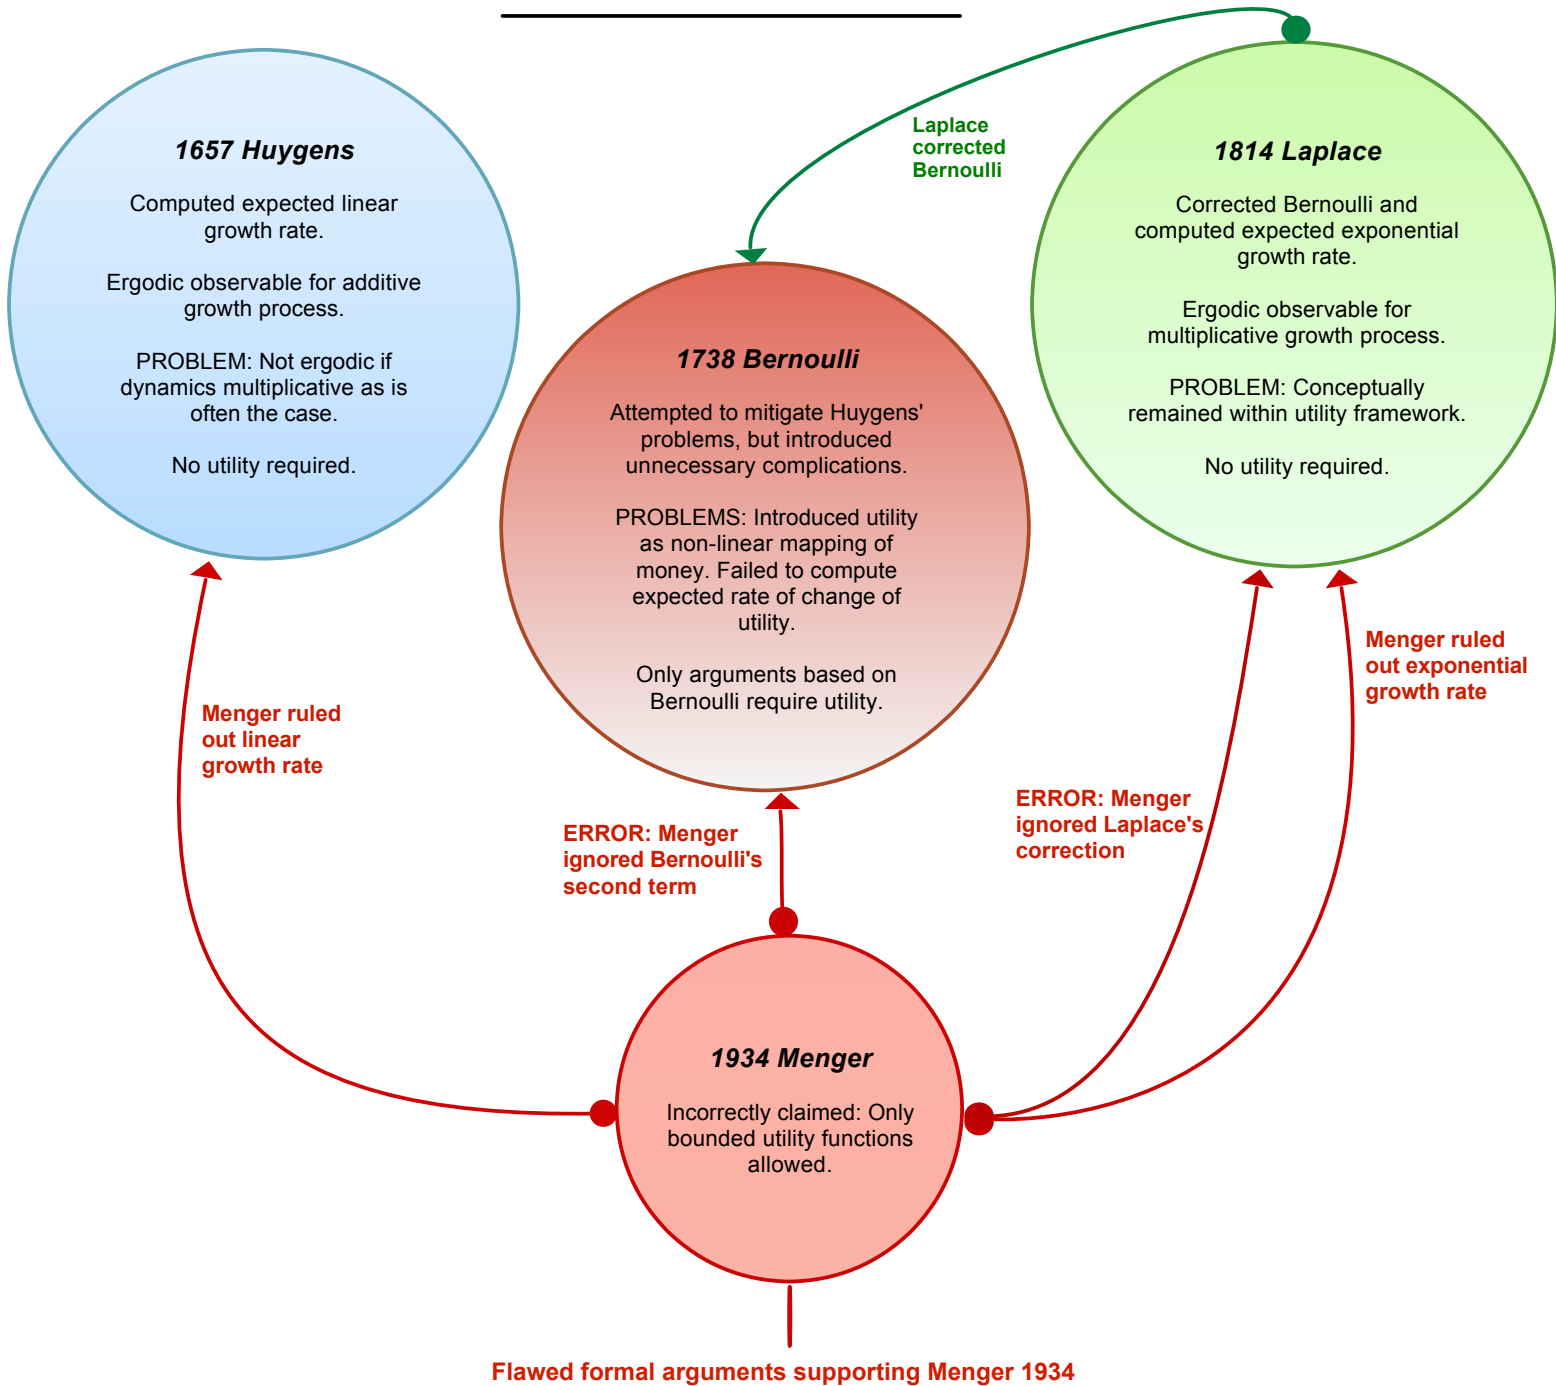 1657 Huygens
Computed expected linear
growth rate.
Ergodic observable for additive
growth process.
PROBLEM: Not ergodic if
dynamics multiplicative as is
often the case.
No utility required.
Laplace
corrected
Bernoulli
1814 Laplace
Corrected Bernoulli and
computed expected exponential
growth rate.
Ergodic observable for
multiplicative growth process.
PROBLEM: Conceptually
remained within utility framework.
No utility required.
1738 Bernoulli
Attempted to mitigate Huygens'
problems, but introduced
unnecessary complications.
PROBLEMS: Introduced utility
as non-linear mapping of
money. Failed to compute
expected rate of change of
utility.
Only arguments based on
Bernoulli require utility.
Menger ruled
out linear
growth rate
ERROR: Menger
ignored Bernoulli's
second term
ERROR: Menger
ignored Laplace's
correction
Menger ruled
out exponential
growth rate
1934 Menger
Incorrectly claimed: Only
bounded utility functions
allowed.
Flawed formal arguments supporting Menger 1934